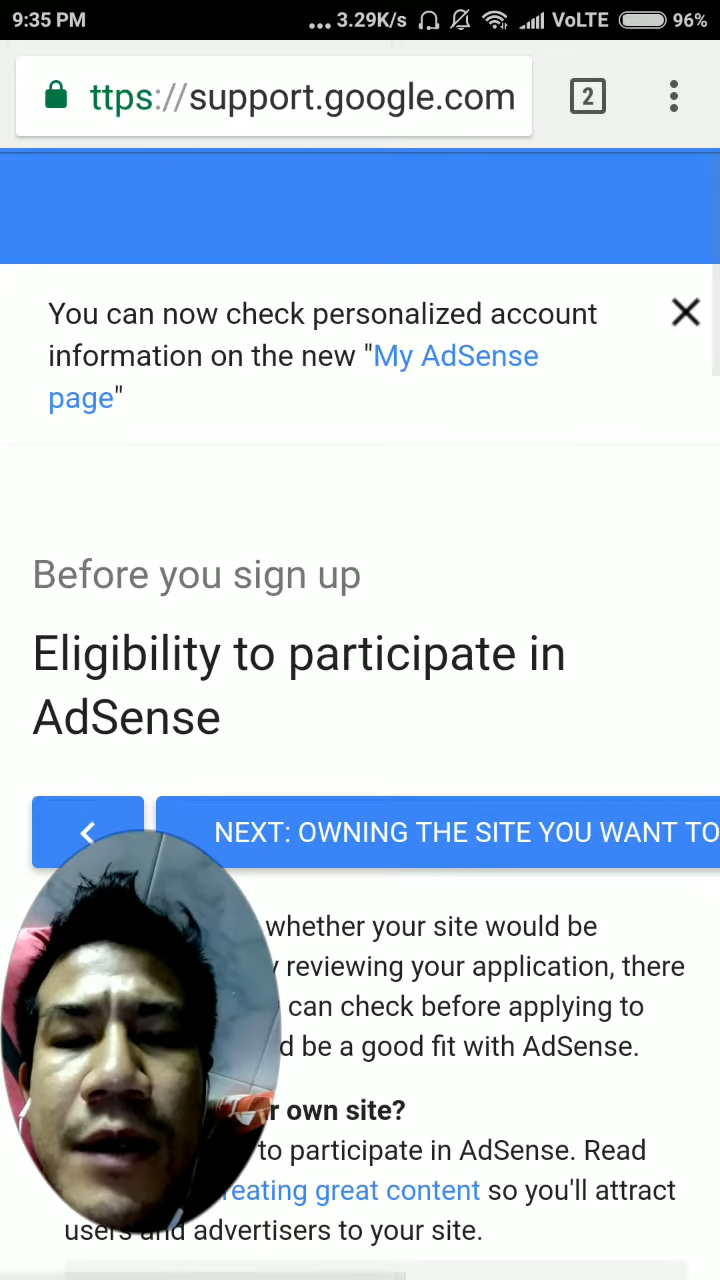 9:35 PM
... 3.29K/s VoLTE 96%
ttps://support.google.com
2
You can now check personalized account
information on the new "My AdSense
page"
Before you sign up
Eligibility to participate in
AdSense
NEXT: OWNING THE SITE YOU WANT TO
whether your site would be
reviewing your application, there
can check before applying to
d be a good fit with AdSense.
r own site?
to participate in AdSense. Read
reating great content so you'll attract
users and advertisers to your site.